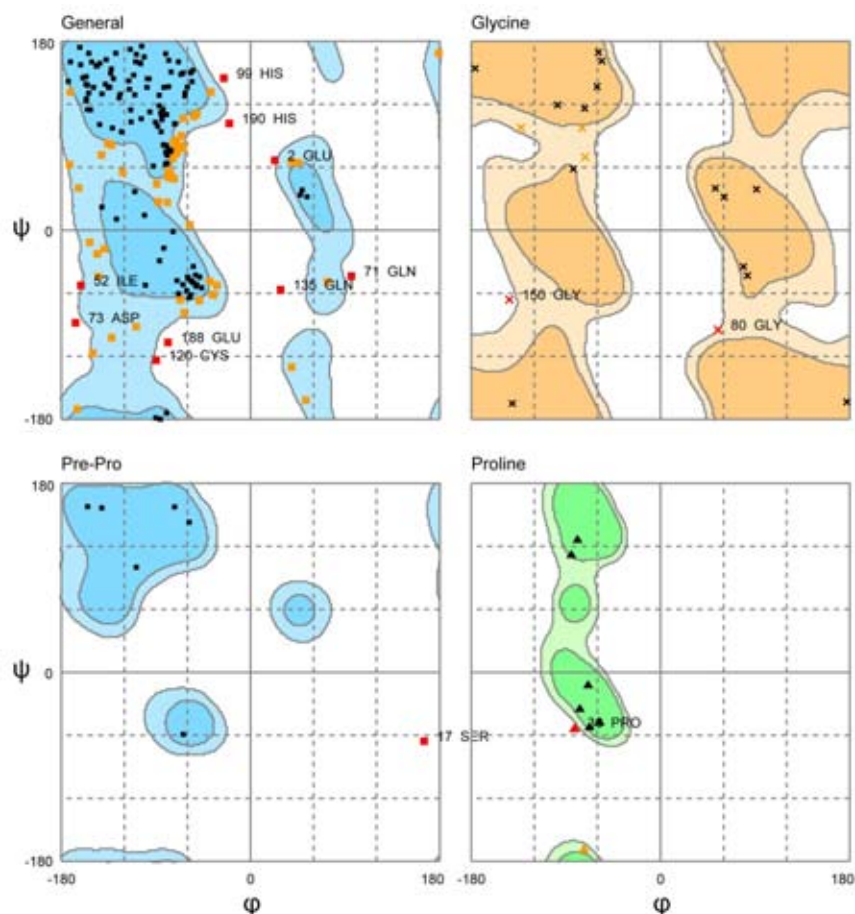 General
Glycine
180
99 HIS
190 HIS
2 GLU
ψ
0
52 ILE
135 GLN
71 GLN
150 GLY
73 ASP
188 GLU
80 GLY
126 CYS
-180
Pre-Pro
Proline
180
ψ
0
17 SER
PRO
-180
-180
0
180
0
180
φ
φ